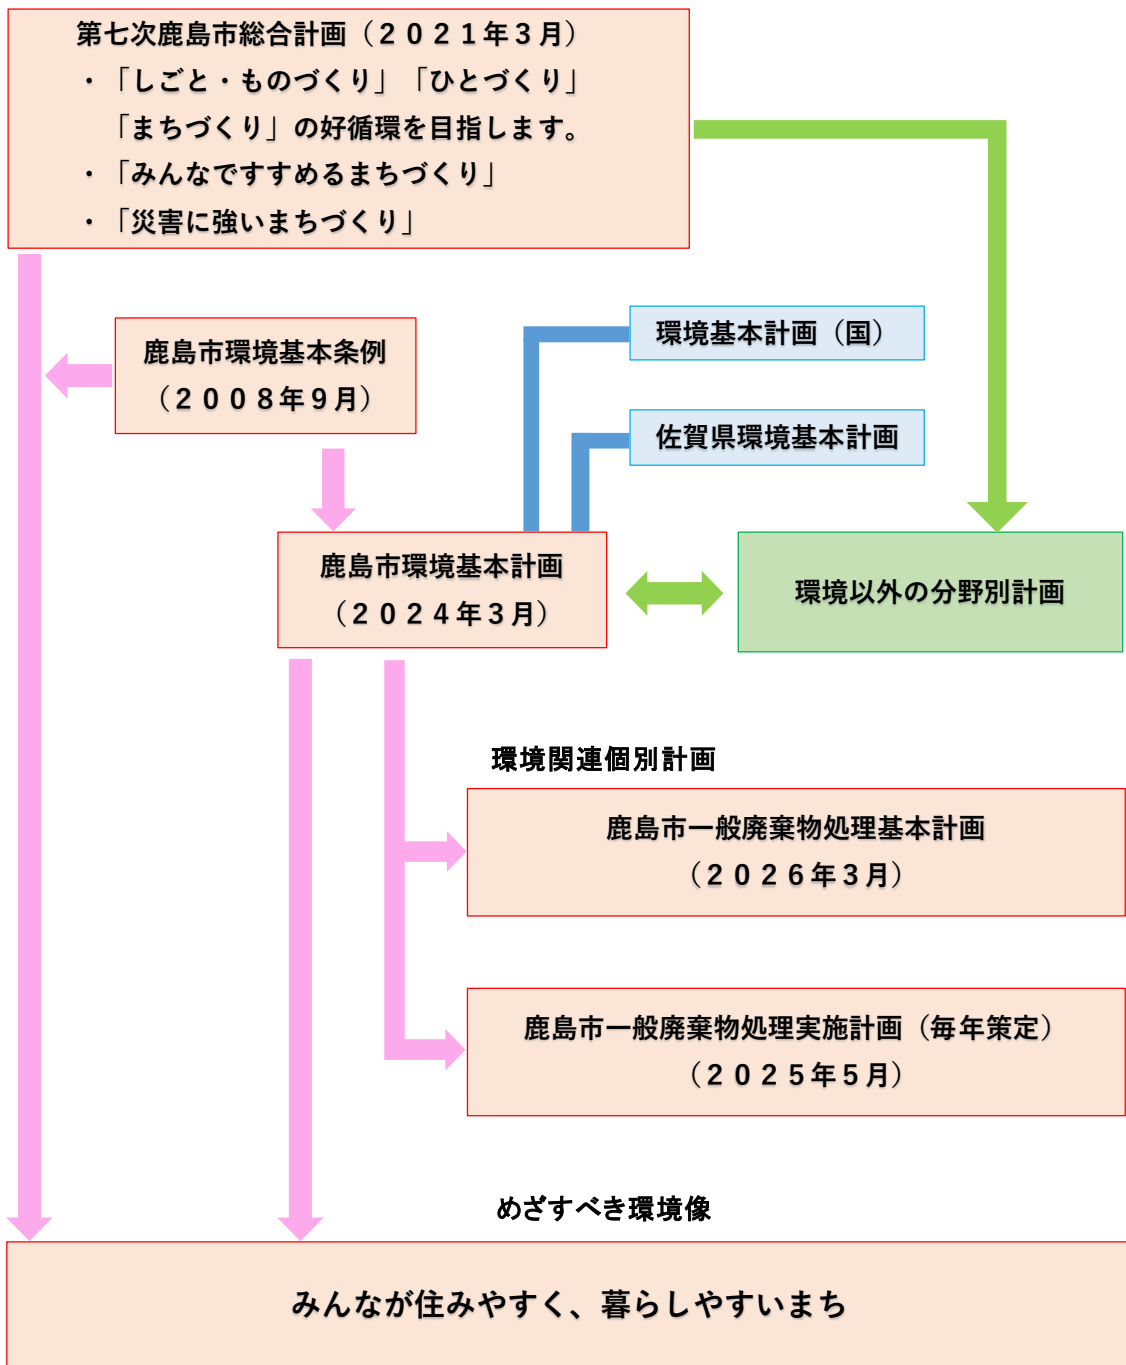 第七次鹿島市総合計画（２０２１年３月）
・「しごと・ものづくり」「ひとづくり」
「まちづくり」の好循環を目指します。
・「みんなですすめるまちづくり」
・「災害に強いまちづくり」
鹿島市環境基本条例
（２００８年９月）
環境基本計画（国）
佐賀県環境基本計画
鹿島市環境基本計画
（２０２４年３月）
環境以外の分野別計画
環境関連個別計画
鹿島市一般廃棄物処理基本計画
（２０２６年３月）
鹿島市一般廃棄物処理実施計画（毎年策定）
（２０２５年５月）
めざすべき環境像
みんなが住みやすく、暮らしやすいまち